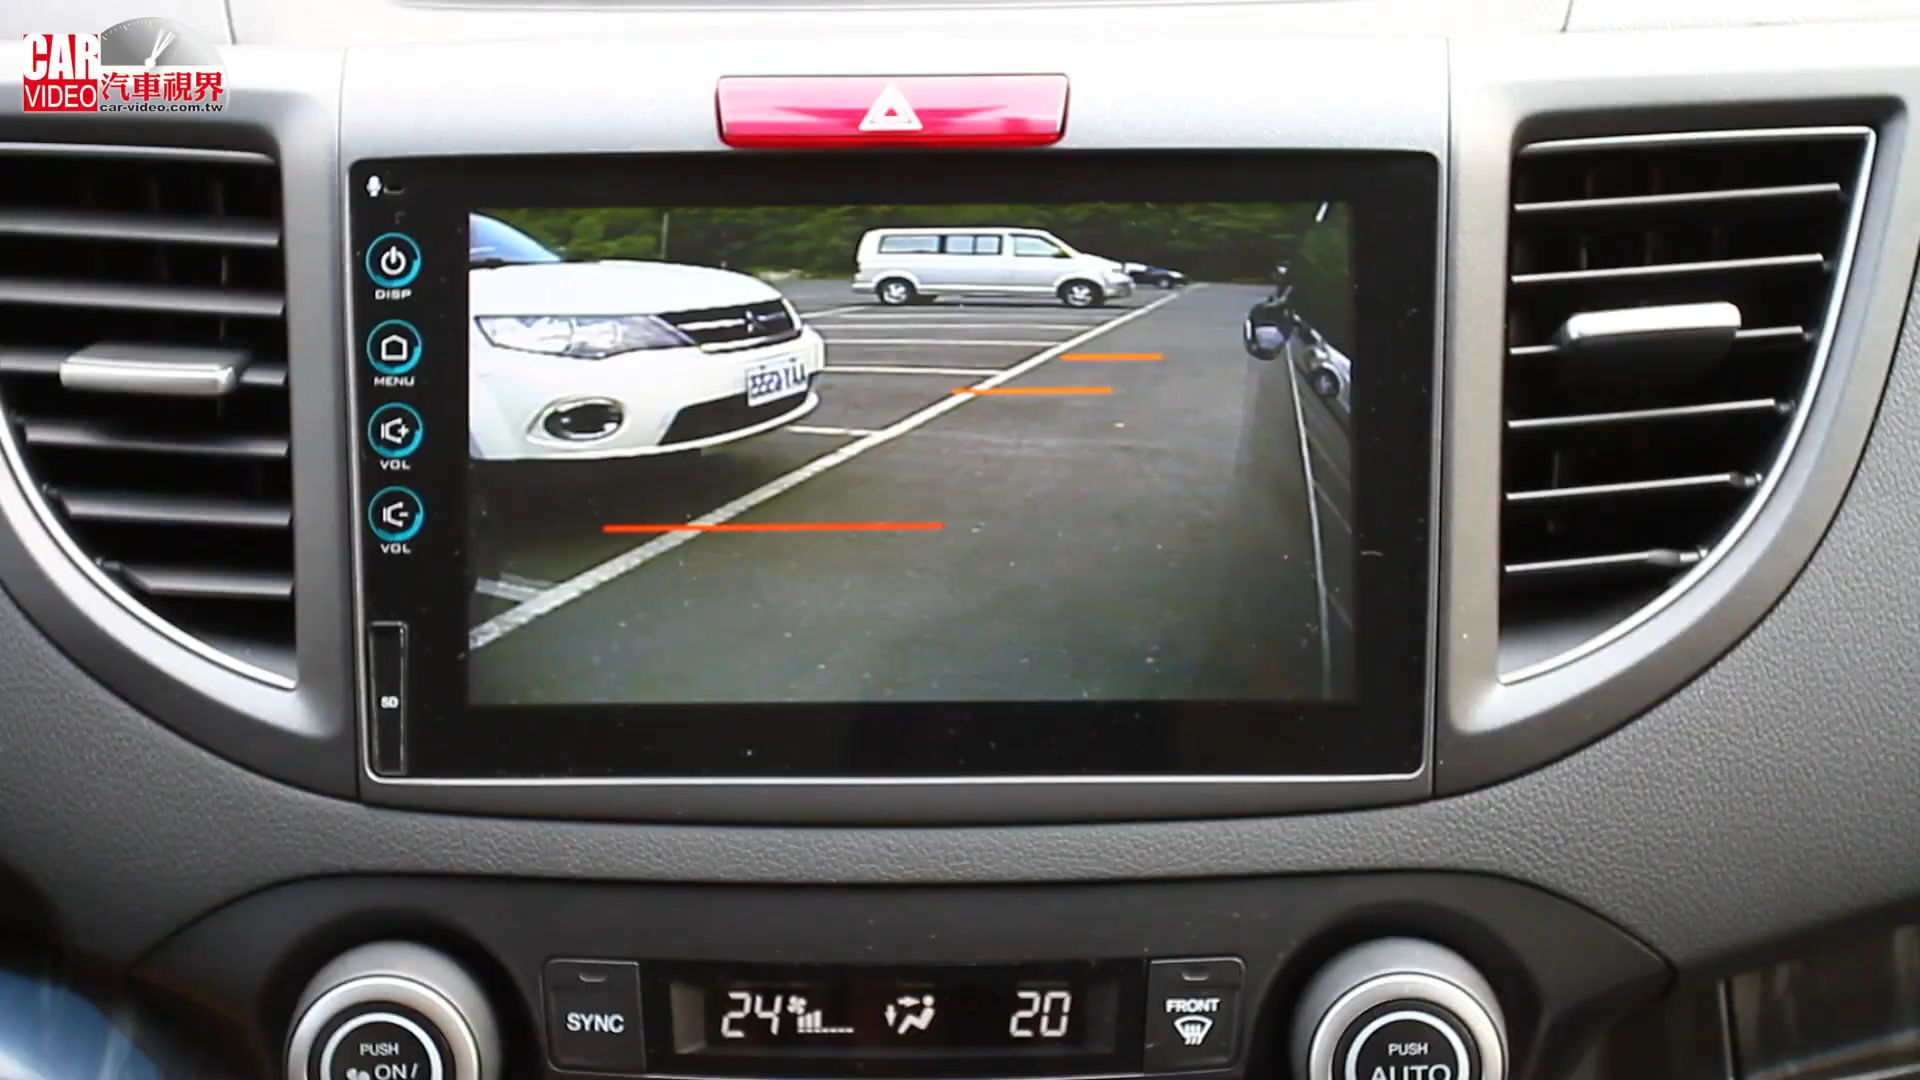 CAR
VIDEO
汽車視界
car-video.com.tw
DISP
MENU
VOL
VOL
SD
SYNC
24
20
FRONT
PUSH
ON/
PUSH
AUTO